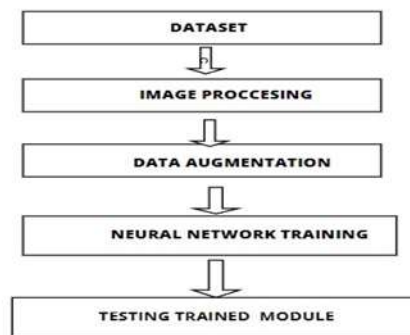 DATASET
IMAGE PROCCESING
DATA AUGMENTATION
NEURAL NETWORK TRAINING
TESTING TRAINED MODULE